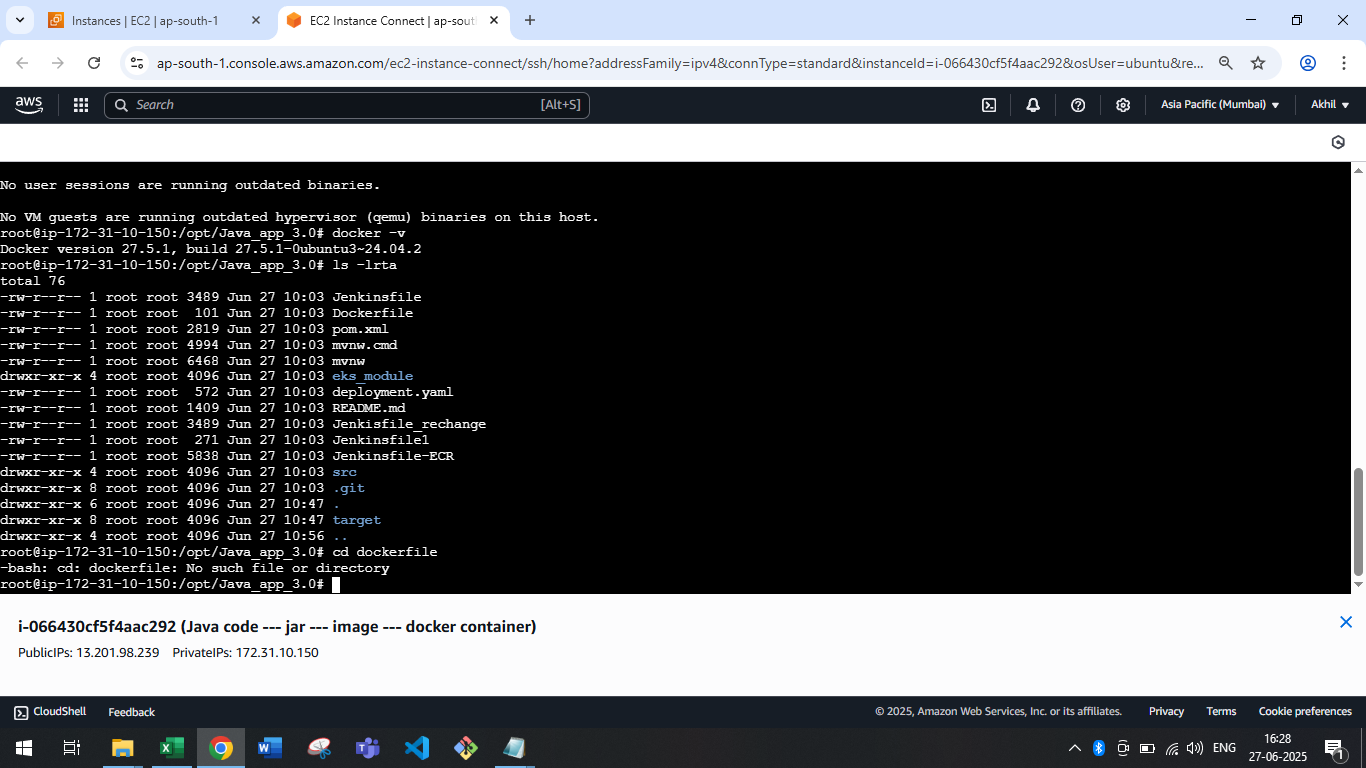 Instances | EC2 | ap-south-1
EC2 Instance Connect | ap-sout
ap-south-1.console.aws.amazon.com/ec2-instance-connect/ssh/home?addressFamily=ipv4&connType=standard&instanceId=i-066430cf5f4aac292&osUser=ubuntu&re...
aws
Search
[Alt+S]
Asia Pacific (Mumbai)
Akhil
No user sessions are running outdated binaries.
No VM guests are running outdated hypervisor (qemu) binaries on this host.
root@ip-172-31-10-150:/opt/Java_app_3.0# docker -v
Docker version 27.5.1, build 27.5.1-0ubuntu3~24.04.2
root@ip-172-31-10-150:/opt/Java_app_3.0# ls -lrta
total 76
-rw-r--r-- 1 root root 3489 Jun 27 10:03 Jenkinsfile
-rw-r--r-- 1 root root  101 Jun 27 10:03 Dockerfile
-rw-r--r-- 1 root root 2819 Jun 27 10:03 pom.xml
-rw-r--r-- 1 root root 4994 Jun 27 10:03 mvnw.cmd
-rw-r--r-- 1 root root 6468 Jun 27 10:03 mvnw
drwxr-xr-x 4 root root 4096 Jun 27 10:03 eks_module
-rw-r--r-- 1 root root  572 Jun 27 10:03 deployment.yaml
-rw-r--r-- 1 root root 1409 Jun 27 10:03 README.md
-rw-r--r-- 1 root root 3489 Jun 27 10:03 Jenkisfile_rechange
-rw-r--r-- 1 root root  271 Jun 27 10:03 Jenkinsfile1
-rw-r--r-- 1 root root 5838 Jun 27 10:03 Jenkinsfile-ECR
drwxr-xr-x 4 root root 4096 Jun 27 10:03 src
drwxr-xr-x 8 root root 4096 Jun 27 10:03 .git
drwxr-xr-x 6 root root 4096 Jun 27 10:47 .
drwxr-xr-x 8 root root 4096 Jun 27 10:47 target
drwxr-xr-x 4 root root 4096 Jun 27 10:56 ..
root@ip-172-31-10-150:/opt/Java_app_3.0# cd dockerfile
-bash: cd: dockerfile: No such file or directory
root@ip-172-31-10-150:/opt/Java_app_3.0#
i-066430cf5f4aac292 (Java code --- jar --- image --- docker container)
PublicIPs: 13.201.98.239 PrivateIPs: 172.31.10.150
CloudShell
Feedback
© 2025, Amazon Web Services, Inc. or its affiliates.
Privacy
Terms
Cookie preferences
ENG
16:28
27-06-2025
1